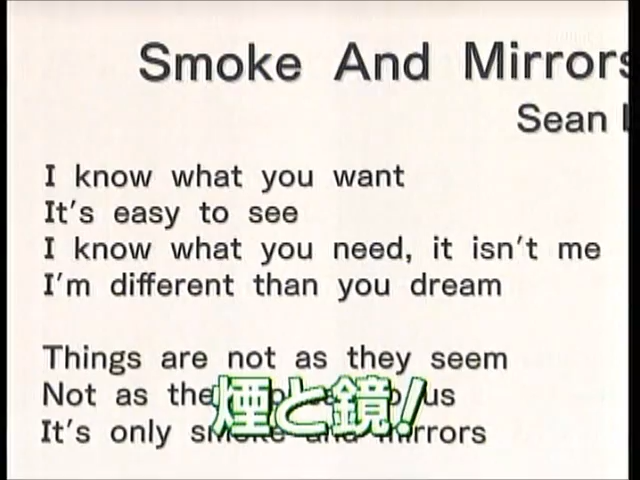 Smoke And Mirrors
Sean
I know what you want
It's easy to see
I know what you need, it isn't me
I'm different than you dream
Things are not as they seem
Not as the us
It's only smoke and mirrors
煙と鏡!